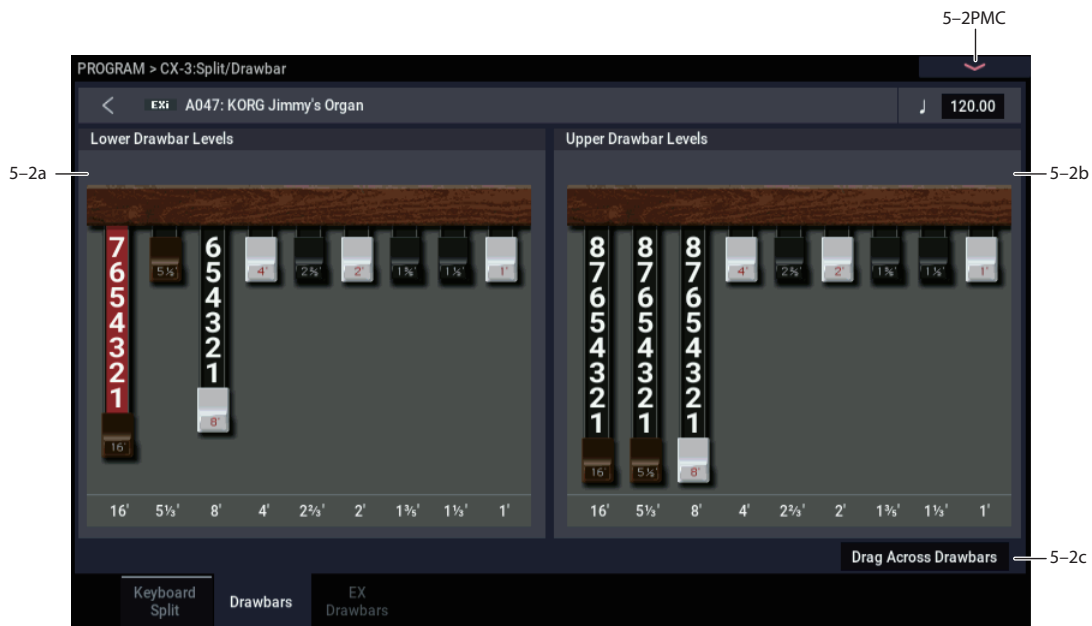 5–2PMC
PROGRAM > CX-3:Split/Drawbar
EXi A047: KORG Jimmy's Organ
♩ 120.00
Lower Drawbar Levels
Upper Drawbar Levels
5–2a
5–2b
7 6 5 4 3 2 1
6 5 4 3 2 1
8 7 6 5 4 3 2 1
8 7 6 5 4 3 2 1
8 7 6 5 4 3 2 1
16' 5⅓' 8' 4' 2⅔' 2' 1⅗' 1⅓' 1'
16' 5⅓' 8' 4' 2⅔' 2' 1⅗' 1⅓' 1'
16' 5⅓' 8' 4' 2⅔' 2' 1⅗' 1⅓' 1'
16' 5⅓' 8' 4' 2⅔' 2' 1⅗' 1⅓' 1'
Drag Across Drawbars
5–2c
Keyboard
Split
Drawbars
EX
Drawbars